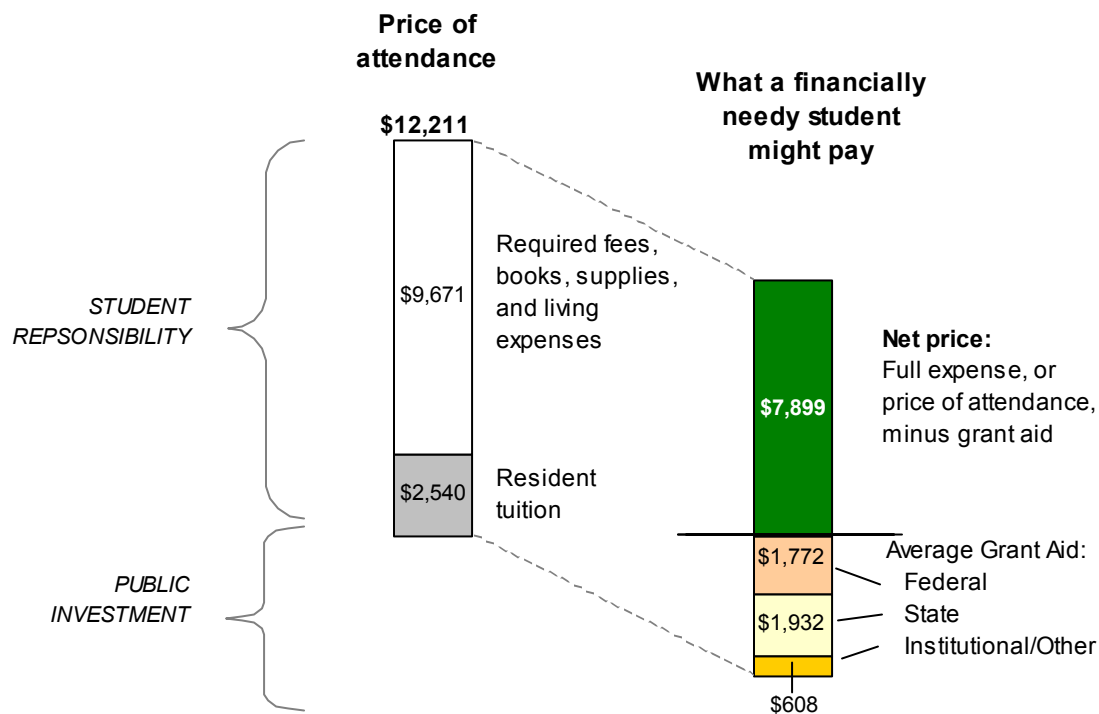 Price of
attendance
What a financially
needy student
might pay
$12,211
$9,671
Required fees,
books, supplies,
and living
expenses
STUDENT
REPSONSIBILITY
$7,899
Net price:
Full expense, or
price of attendance,
minus grant aid
$2,540
Resident
tuition
PUBLIC
INVESTMENT
$1,772
Average Grant Aid:
Federal
$1,932
State
Institutional/Other
$608